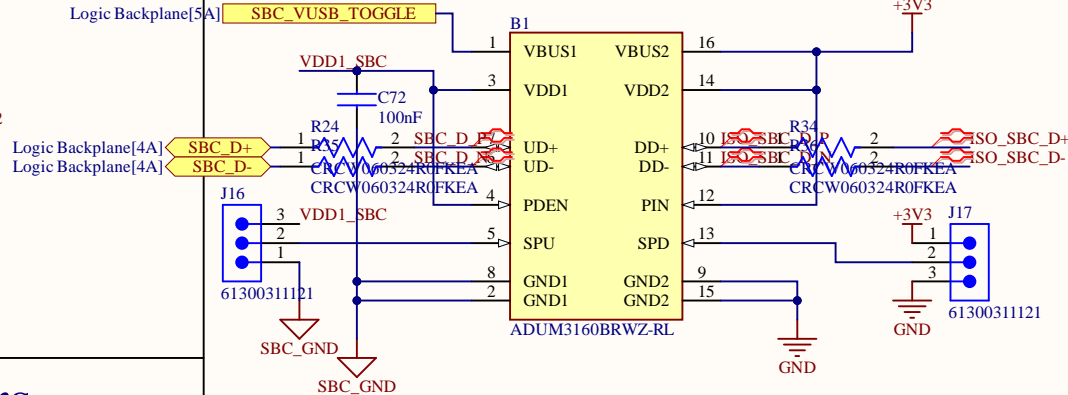 +3V3
Logic Backplane[5A] SBC_VUSB_TOGGLE
B1
1 VBUS1 VBUS2 16
VDD1_SBC
3 VDD1 VDD2 14
C72
100nF
R24
R34
Logic Backplane[4A] SBC_D+ 1 2 UD+ DD+ 10 1 2 ISO_SBC_D+
R35
Logic Backplane[4A] SBC_D- 1 2 UD- DD- 11 2 ISO_SBC_D-
CRCW060324R0FKEA
CRCW060324R0FKEA
CRCW060324R0FKEA
CRCW060324R0FKEA
J16
4 PDEN PIN 12
3 VDD1_SBC
+3V3
J17
2
5 SPU SPD 13
1
1
2
8 GND1 GND2 9
3
61300311121
2 GND1 GND2 15
61300311121
ADUM3160BRWZ-RL
GND
SBC_GND
GND
SBC_GND